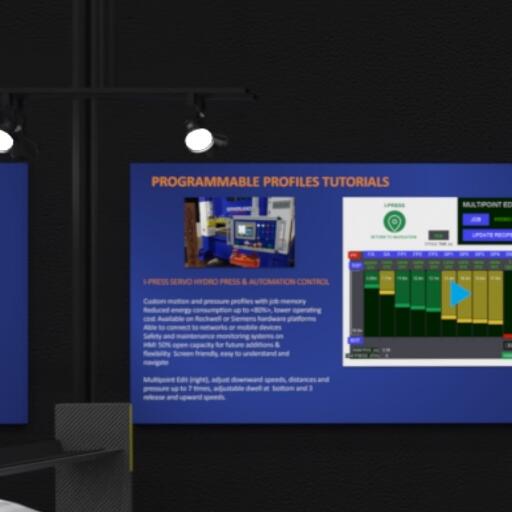 PROGRAMMABLE PROFILES TUTORIALS
I-PRESS SERVO HYDRO PRESS & AUTOMATION CONTROL
Custom motion and pressure profiles with job memory
Reduced energy consumption up to <80%>, lower operating
cost Available on Rockwell or Siemens hardware platforms
Able to connect to networks or mobile devices
Safety and maintenance monitoring systems on
HMI 50% open capacity for future additions &
flexibility Screen friendly, easy to understand and
navigate
Multipoint Edit (right), adjust downward speeds, distances and
pressure up to 7 times, adjustable dwell at bottom and 3
release and upward speeds.
I-PRESS
RETURN TO NAVIGATION
MULTIPOINT ED
JOB
UPDATE RECIP